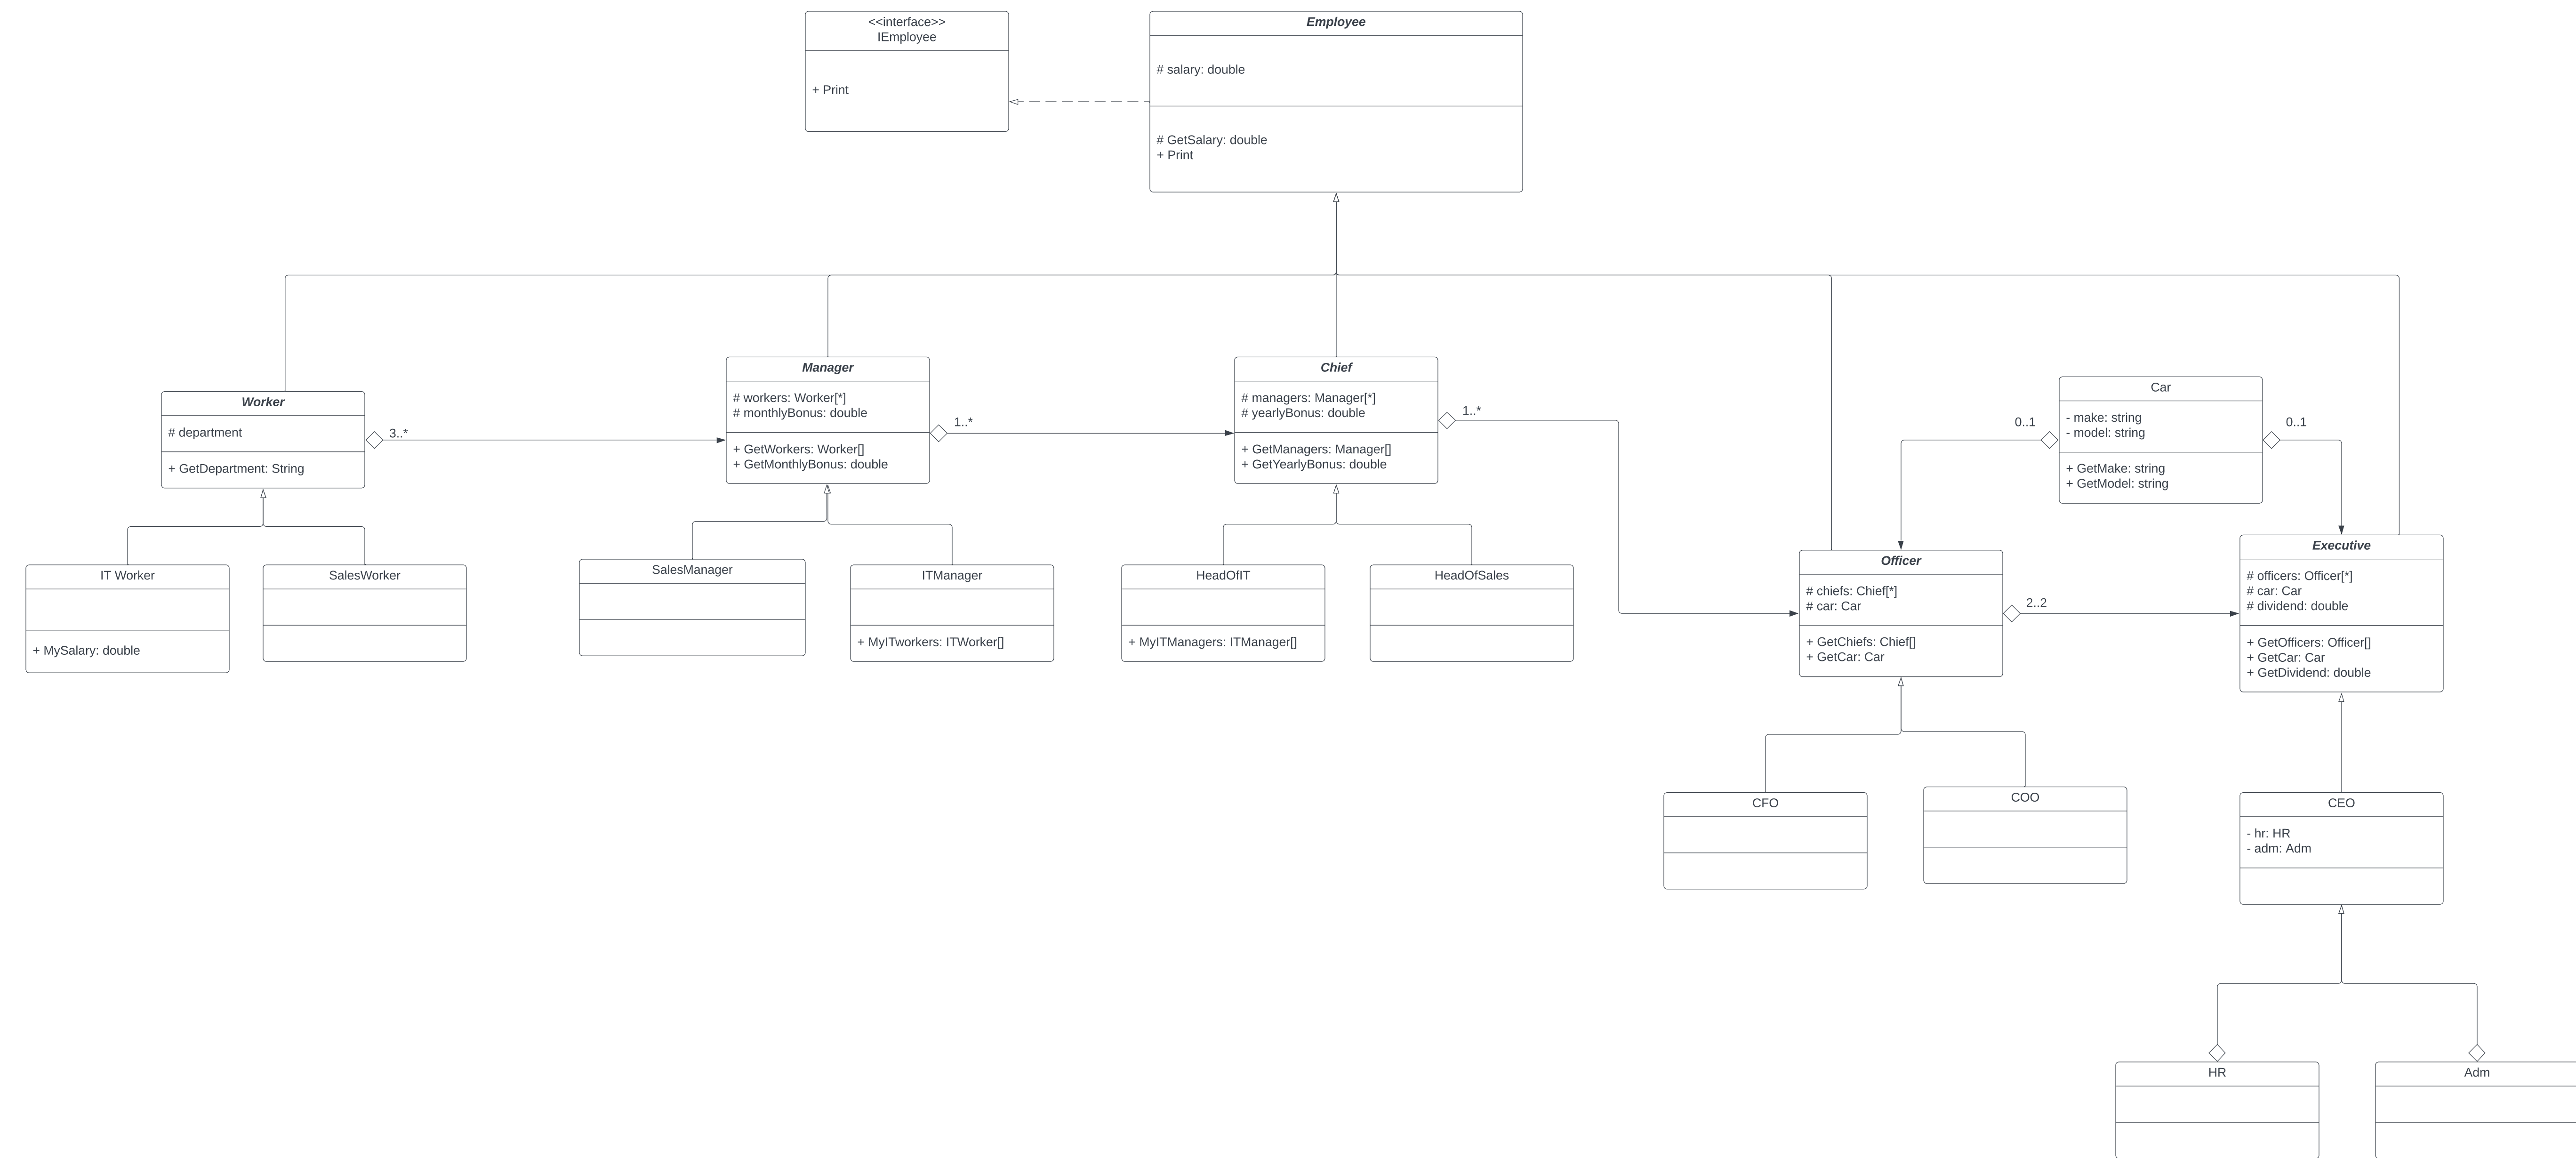 <<interface>>
IEmployee
+ Print
Employee
# salary: double
# GetSalary: double
+ Print
Worker
# department
+ GetDepartment: String
3..*
Manager
# workers: Worker[*]
# monthlyBonus: double
+ GetWorkers: Worker[]
+ GetMonthlyBonus: double
1..*
Chief
# managers: Manager[*]
# yearlyBonus: double
+ GetManagers: Manager[]
+ GetYearlyBonus: double
1..*
Car
- make: string
- model: string
+ GetMake: string
+ GetModel: string
0..1
0..1
IT Worker
+ MySalary: double
SalesWorker
SalesManager
ITManager
+ MyITworkers: ITWorker[]
HeadOfIT
+ MyITManagers: ITManager[]
HeadOfSales
Officer
# chiefs: Chief[*]
# car: Car
+ GetChiefs: Chief[]
+ GetCar: Car
2..2
Executive
# officers: Officer[*]
# car: Car
# dividend: double
+ GetOfficers: Officer[]
+ GetCar: Car
+ GetDividend: double
CFO
COO
CEO
- hr: HR
- adm: Adm
HR
Adm